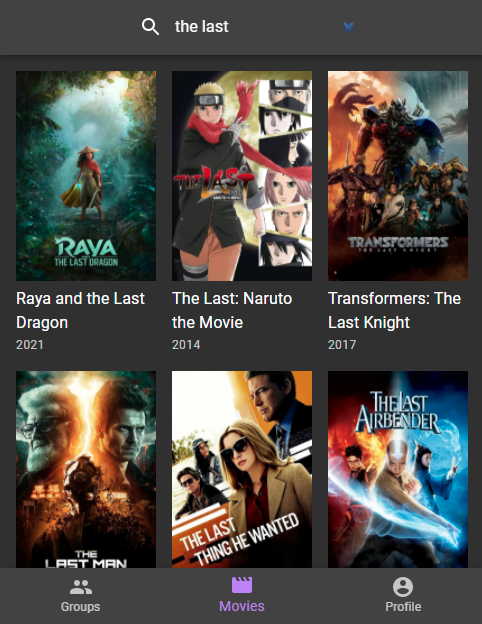 the last
RAYA
THE LAST DRAGON
THE LAST
NARUTO THE MOVIE
TRANSFORMERS
THE LAST KNIGHT
Raya and the Last
Dragon
2021
The Last: Naruto
the Movie
2014
Transformers: The
Last Knight
2017
THE
LAST MAN
THE LAST
THING HE WANTED
THE LAST
AIRBENDER
Groups
Movies
Profile